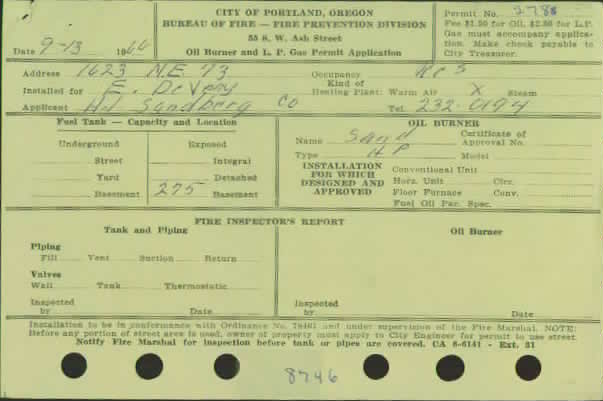 CITY OF PORTLAND, OREGON
BUREAU OF FIRE — FIRE PREVENTION DIVISION
55 S. W. Ash Street
Oil Burner and L. P. Gas Permit Application
Date 9-13 1966
Permit No. 2788
Fee $1.50 for Oil, $2.50 for L.P. Gas must accompany application. Make check payable to City Treasurer.
Address 1623 N.E. 73 Occupancy Res
Installed for E. DeVeny Kind of Heating Plant: Warm Air X Steam
Applicant H.L. Sandberg Co Tel. 232-0194
Fuel Tank — Capacity and Location
Underground Exposed
Street Integral
Yard Detached
Basement 275 Basement
OIL BURNER
Name Sand Certificate of Approval No.
Type HP Model
INSTALLATION FOR WHICH DESIGNED AND APPROVED
Conventional Unit
Horz. Unit Circ.
Floor Furnace Conv.
Fuel Oil Par. Spec.
FIRE INSPECTOR'S REPORT
Tank and Piping
Piping
Fill Vent Suction Return
Valves
Wall Tank Thermostatic
Inspected by Date
Oil Burner
Inspected by Date
Installation to be in conformance with Ordinance No. and under supervision of the Fire Marshal. NOTE:
Before any portion of street area is used, owner of property must apply to City Engineer for permit to use street.
Notify Fire Marshal for inspection before tank or pipes are covered. CA 8-6141 - Ext. 31
8746